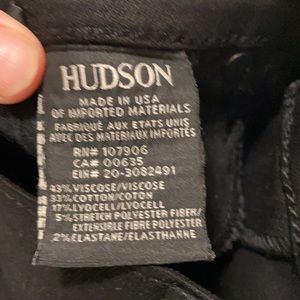 HUDSON
MADE IN USA
OF IMPORTED MATERIALS
FABRIQUÉ AUX ETATS UNIS
AVEC DES MATÉRIAUX IMPORTÉS
RN# 107906
CA# 00635
EIN# 20-3082491
43% VISCOSE/VISCOSE
33% COTTON/COTON
17% LYOCELL/LYOCELL
5% STRETCH POLYESTER FIBER/
EXTENSIBLE FIBRE POLYESTER
2% ELASTANE/ELASTHANNE